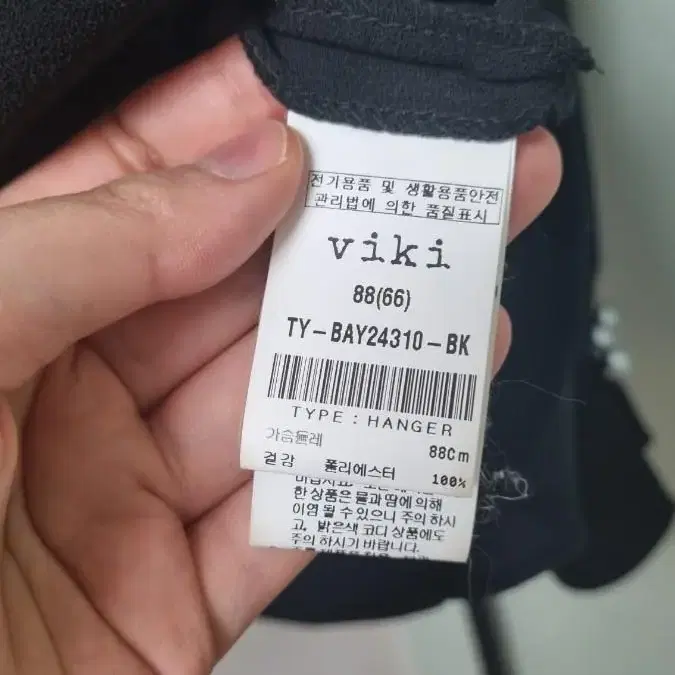 전기용품 및 생활용품안전
관리법에 의한 품질표시
viki
88(66)
TY-BAY24310-BK
TYPE : HANGER
가슴둘레 88Cm
겉감 폴리에스터 100%
한 상품은 물과 땀에 의해
이염 될 수 있으니 주의 하시
고, 밝은색 코디 상품에도
주의 하시기 바랍니다.